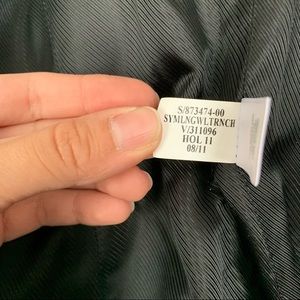 S/873474-00
SYMLNGWLTRNCH
V/311096
HOL 11
08/11